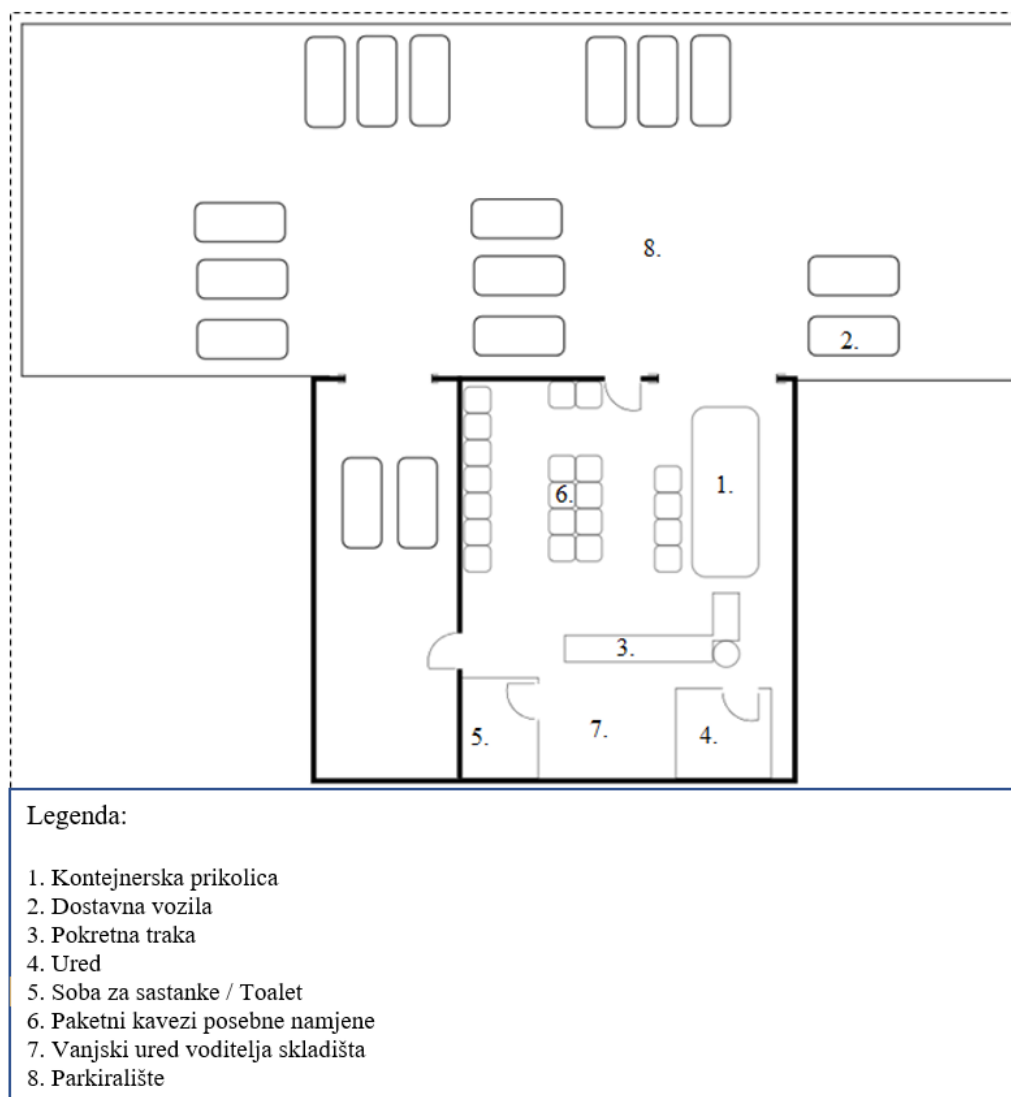 8.
2.
1.
6.
3.
5.
7.
4.
Legenda:
1. Kontejnerska prikolica
2. Dostavna vozila
3. Pokretna traka
4. Ured
5. Soba za sastanke / Toalet
6. Paketni kavezi posebne namjene
7. Vanjski ured voditelja skladišta
8. Parkiralište